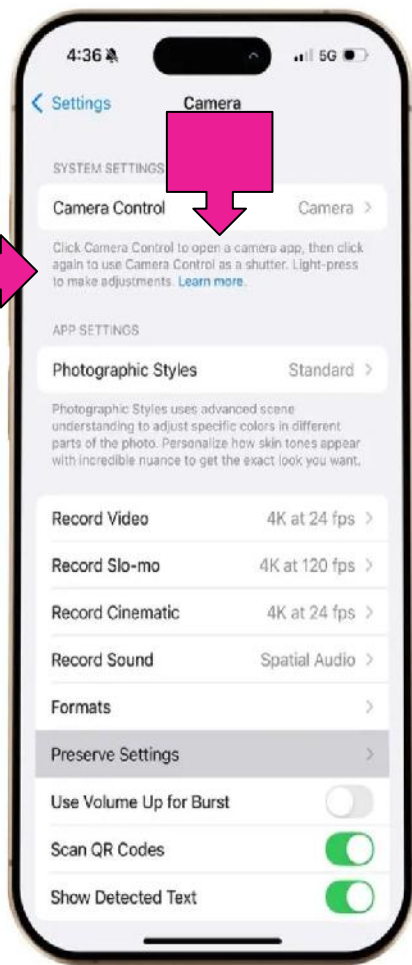 4:36 5G
Settings Camera
SYSTEM SETTINGS
Camera Control Camera
Click Camera Control to open a camera app, then click
again to use Camera Control as a shutter. Light-press
to make adjustments. Learn more.
APP SETTINGS
Photographic Styles Standard
Photographic Styles uses advanced scene
understanding to adjust specific colors in different
parts of the photo. Personalize how skin tones appear
with incredible nuance to get the exact look you want.
Record Video 4K at 24 fps
Record Slo-mo 4K at 120 fps
Record Cinematic 4K at 24 fps
Record Sound Spatial Audio
Formats
Preserve Settings
Use Volume Up for Burst
Scan QR Codes
Show Detected Text